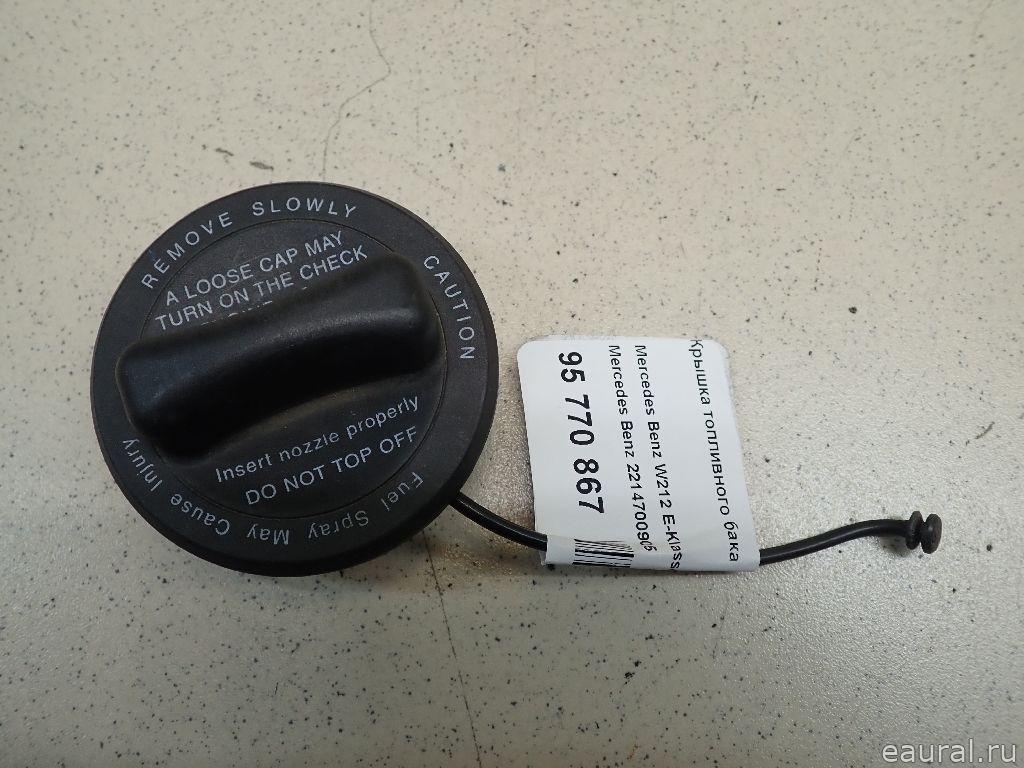 REMOVE SLOWLY
CAUTION
A LOOSE CAP MAY
TURN ON THE CHECK
Insert nozzle properly
DO NOT TOP OFF
Fuel Spray May Cause Injury
Крышка топливного бака
Mercedes Benz W212 E-Klasse
Mercedes Benz 2214700905
95 770 867
eaural.ru